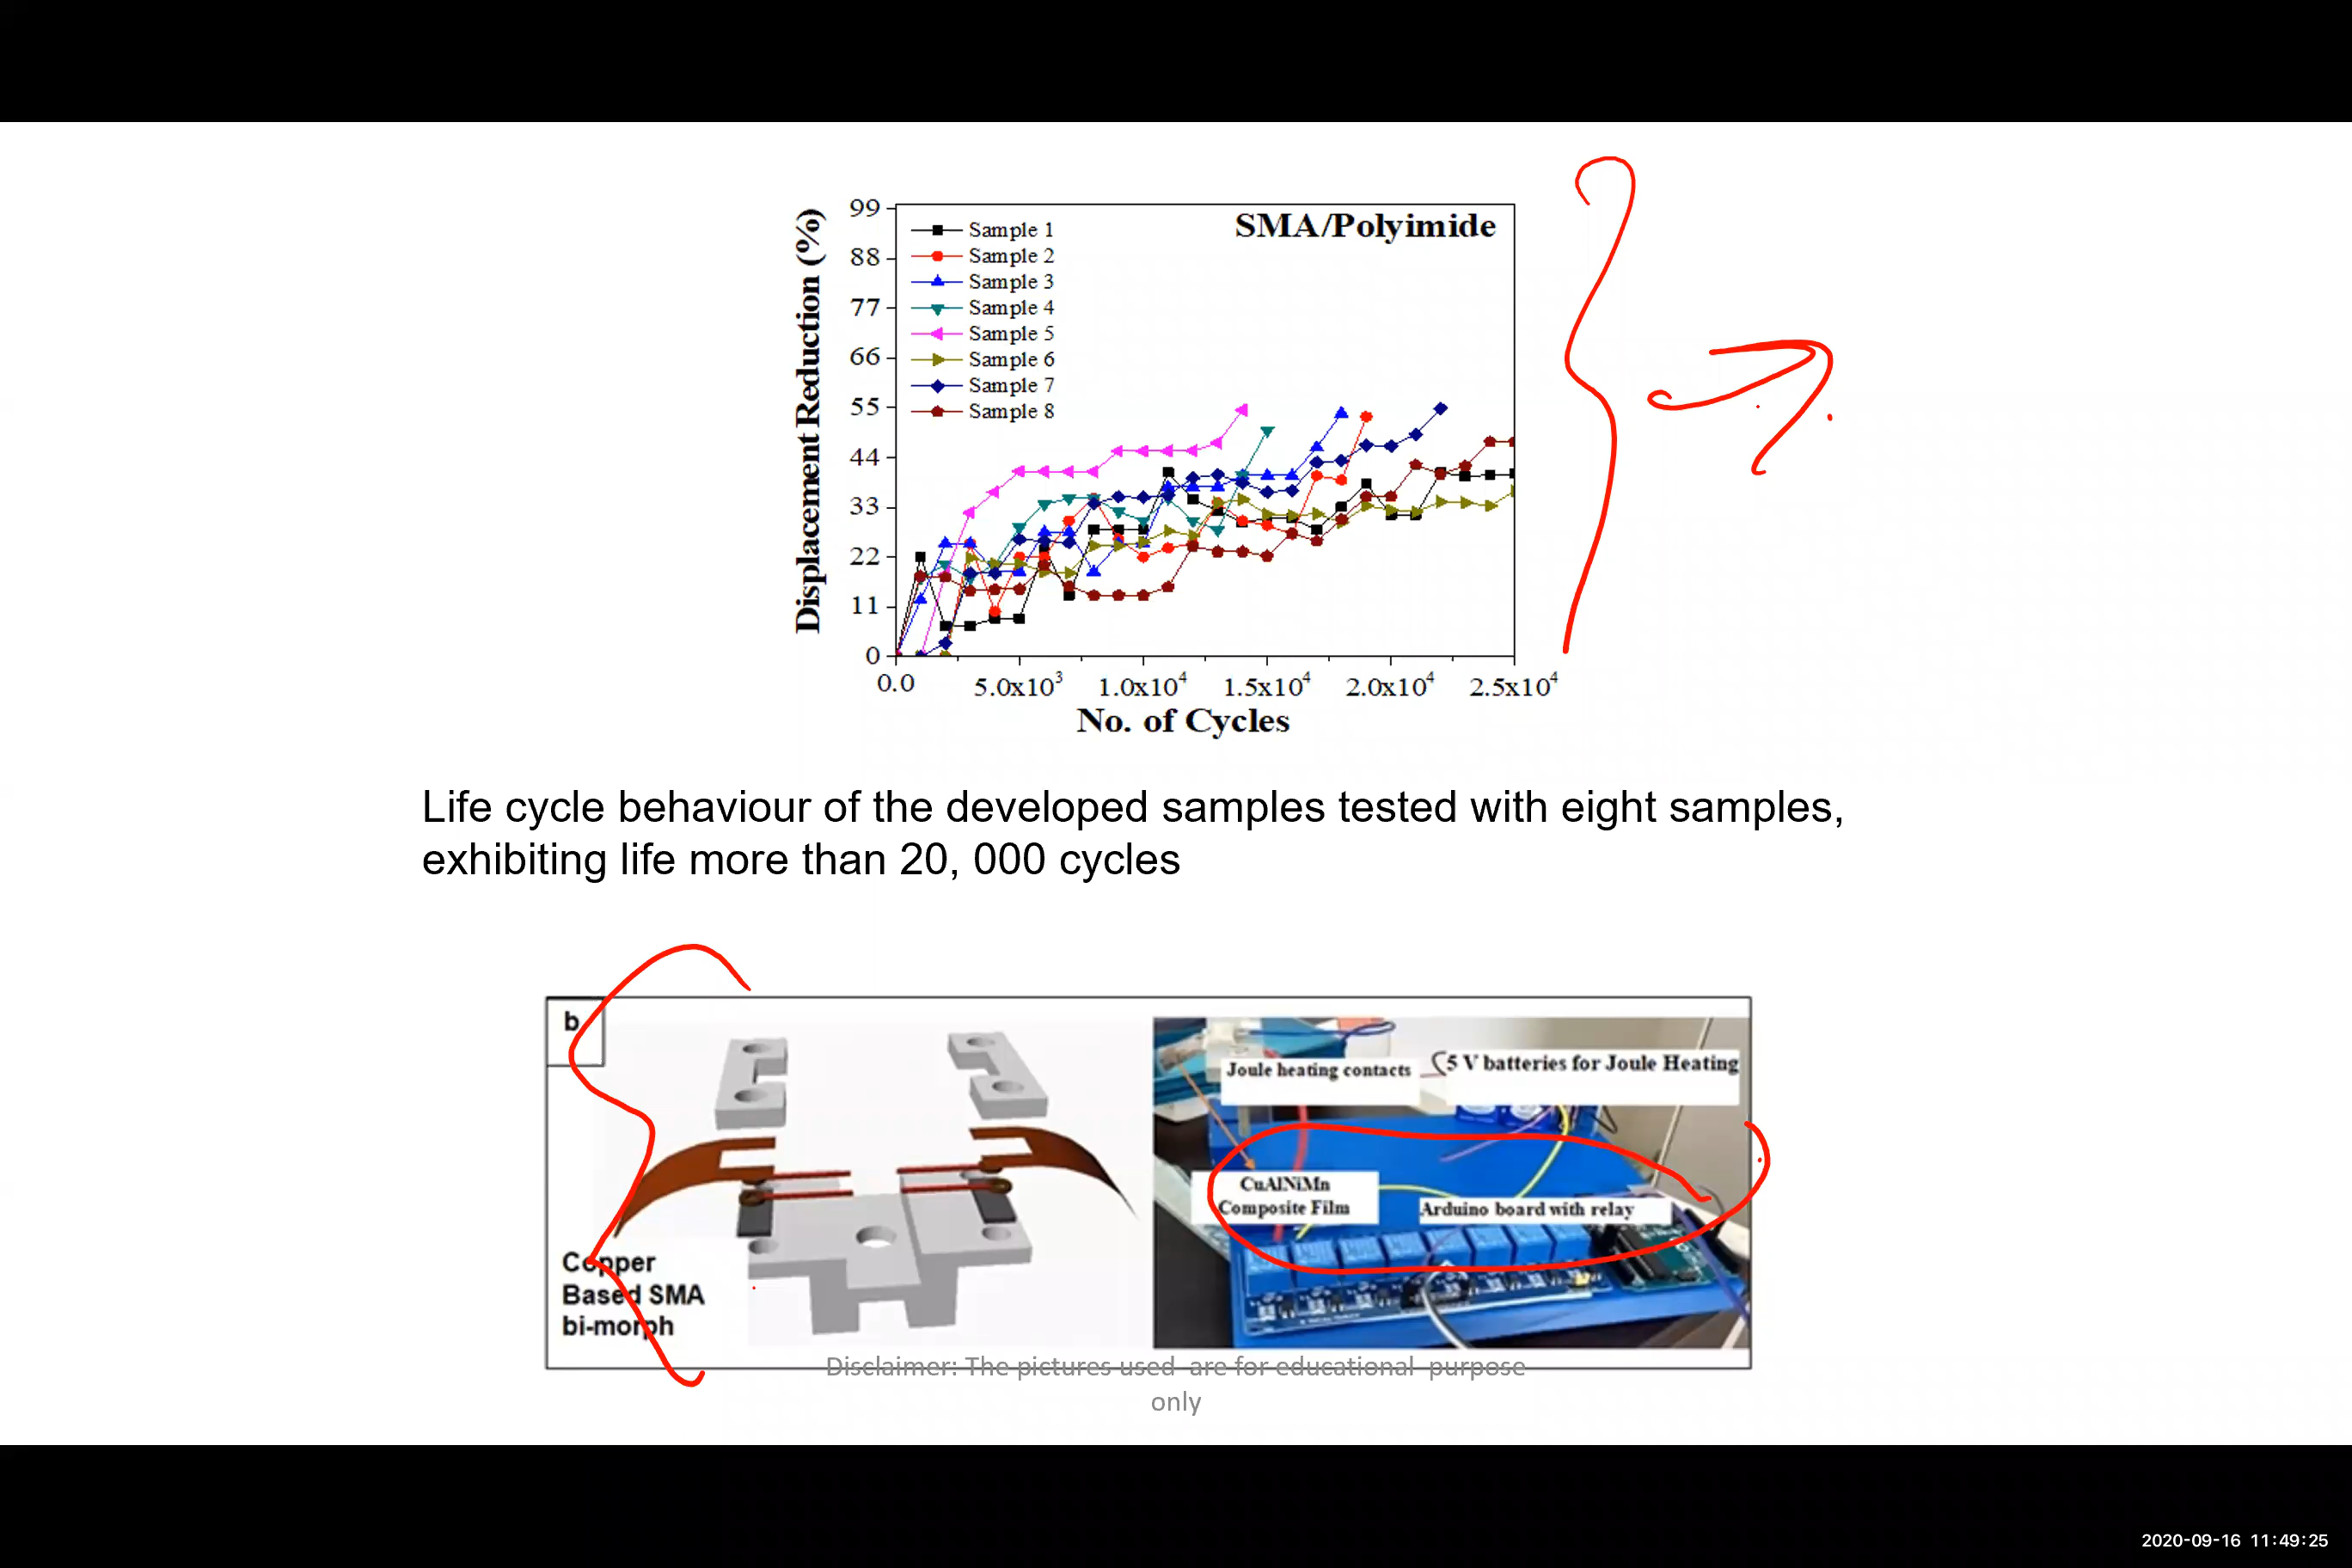 SMA/Polyimide
Sample 1
Sample 2
Sample 3
Sample 4
Sample 5
Sample 6
Sample 7
Sample 8
Displacement Reduction (%)
99
88
77
66
55
44
33
22
11
0
0.0 5.0x10³ 1.0x10⁴ 1.5x10⁴ 2.0x10⁴ 2.5x10⁴
No. of Cycles
Life cycle behaviour of the developed samples tested with eight samples,
exhibiting life more than 20, 000 cycles
b
Copper
Based SMA
bi-morph
Joule heating contacts
5 V batteries for Joule Heating
CuAlNiMn
Composite Film
Arduino board with relay
Disclaimer: The pictures used are for educational purpose
only
2020-09-16 11:49:25